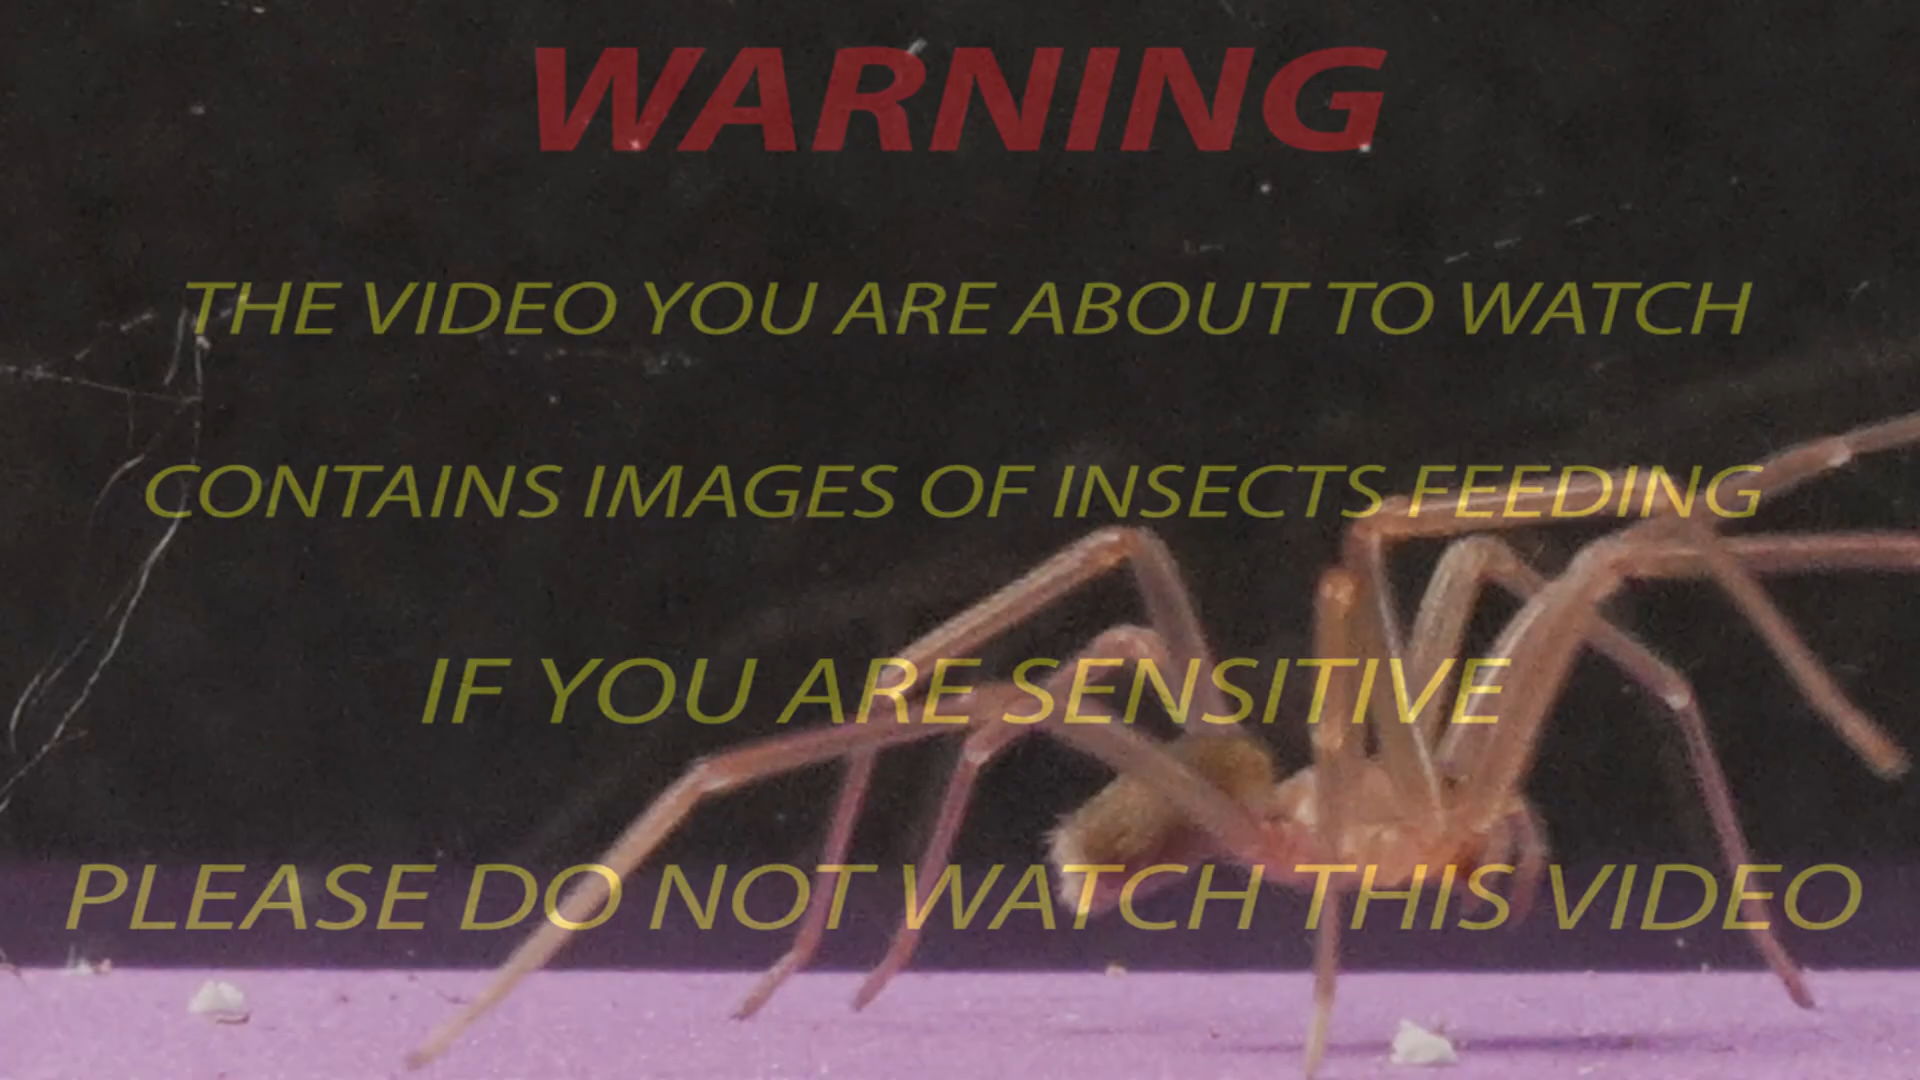 WARNING
THE VIDEO YOU ARE ABOUT TO WATCH
CONTAINS IMAGES OF INSECTS FEEDING
IF YOU ARE SENSITIVE
PLEASE DO NOT WATCH THIS VIDEO